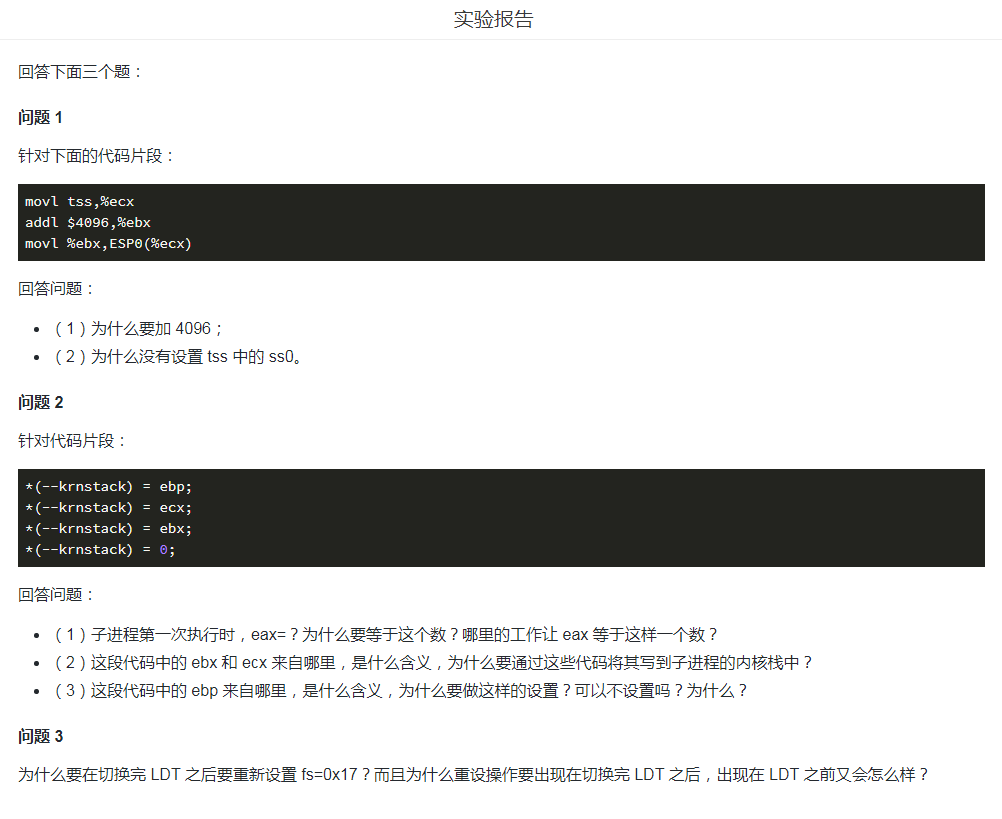 实验报告
回答下面三个题：
问题 1
针对下面的代码片段：
movl tss,%ecx
addl $4096,%ebx
movl %ebx,ESP0(%ecx)
回答问题：
• （1）为什么要加 4096；
• （2）为什么没有设置 tss 中的 ss0。
问题 2
针对代码片段：
*(--krnstack) = ebp;
*(--krnstack) = ecx;
*(--krnstack) = ebx;
*(--krnstack) = 0;
回答问题：
• （1）子进程第一次执行时，eax=？为什么要等于这个数？哪里的工作让 eax 等于这样一个数？
• （2）这段代码中的 ebx 和 ecx 来自哪里，是什么含义，为什么要通过这些代码将其写到子进程的内核栈中？
• （3）这段代码中的 ebp 来自哪里，是什么含义，为什么要做这样的设置？可以不设置吗？为什么？
问题 3
为什么要在切换完 LDT 之后要重新设置 fs=0x17？而且为什么重设操作要出现在切换完 LDT 之后，出现在 LDT 之前又会怎么样？